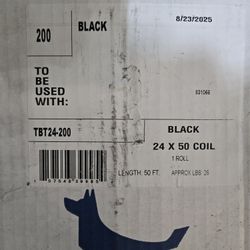 200
BLACK
8/23/2025
TO
BE
USED
WITH:
TBT24-200
BLACK
24 X 50 COIL
1 ROLL
LENGTH: 50 FT.
APPROX LBS: 26